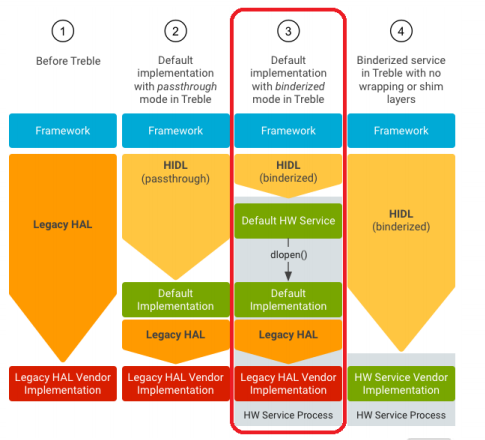 1
Before Treble
Framework
Legacy HAL
Legacy HAL Vendor
Implementation
2
Default
implementation
with passthrough
mode in Treble
Framework
HIDL
(passthrough)
Default
Implementation
Legacy HAL
Legacy HAL Vendor
Implementation
3
Default
implementation
with binderized
mode in Treble
Framework
HIDL
(binderized)
Default HW Service
dlopen()
Default
Implementation
Legacy HAL
Legacy HAL Vendor
Implementation
HW Service Process
4
Binderized service
in Treble with no
wrapping or shim
layers
Framework
HIDL
(binderized)
HW Service Vendor
Implementation
HW Service Process